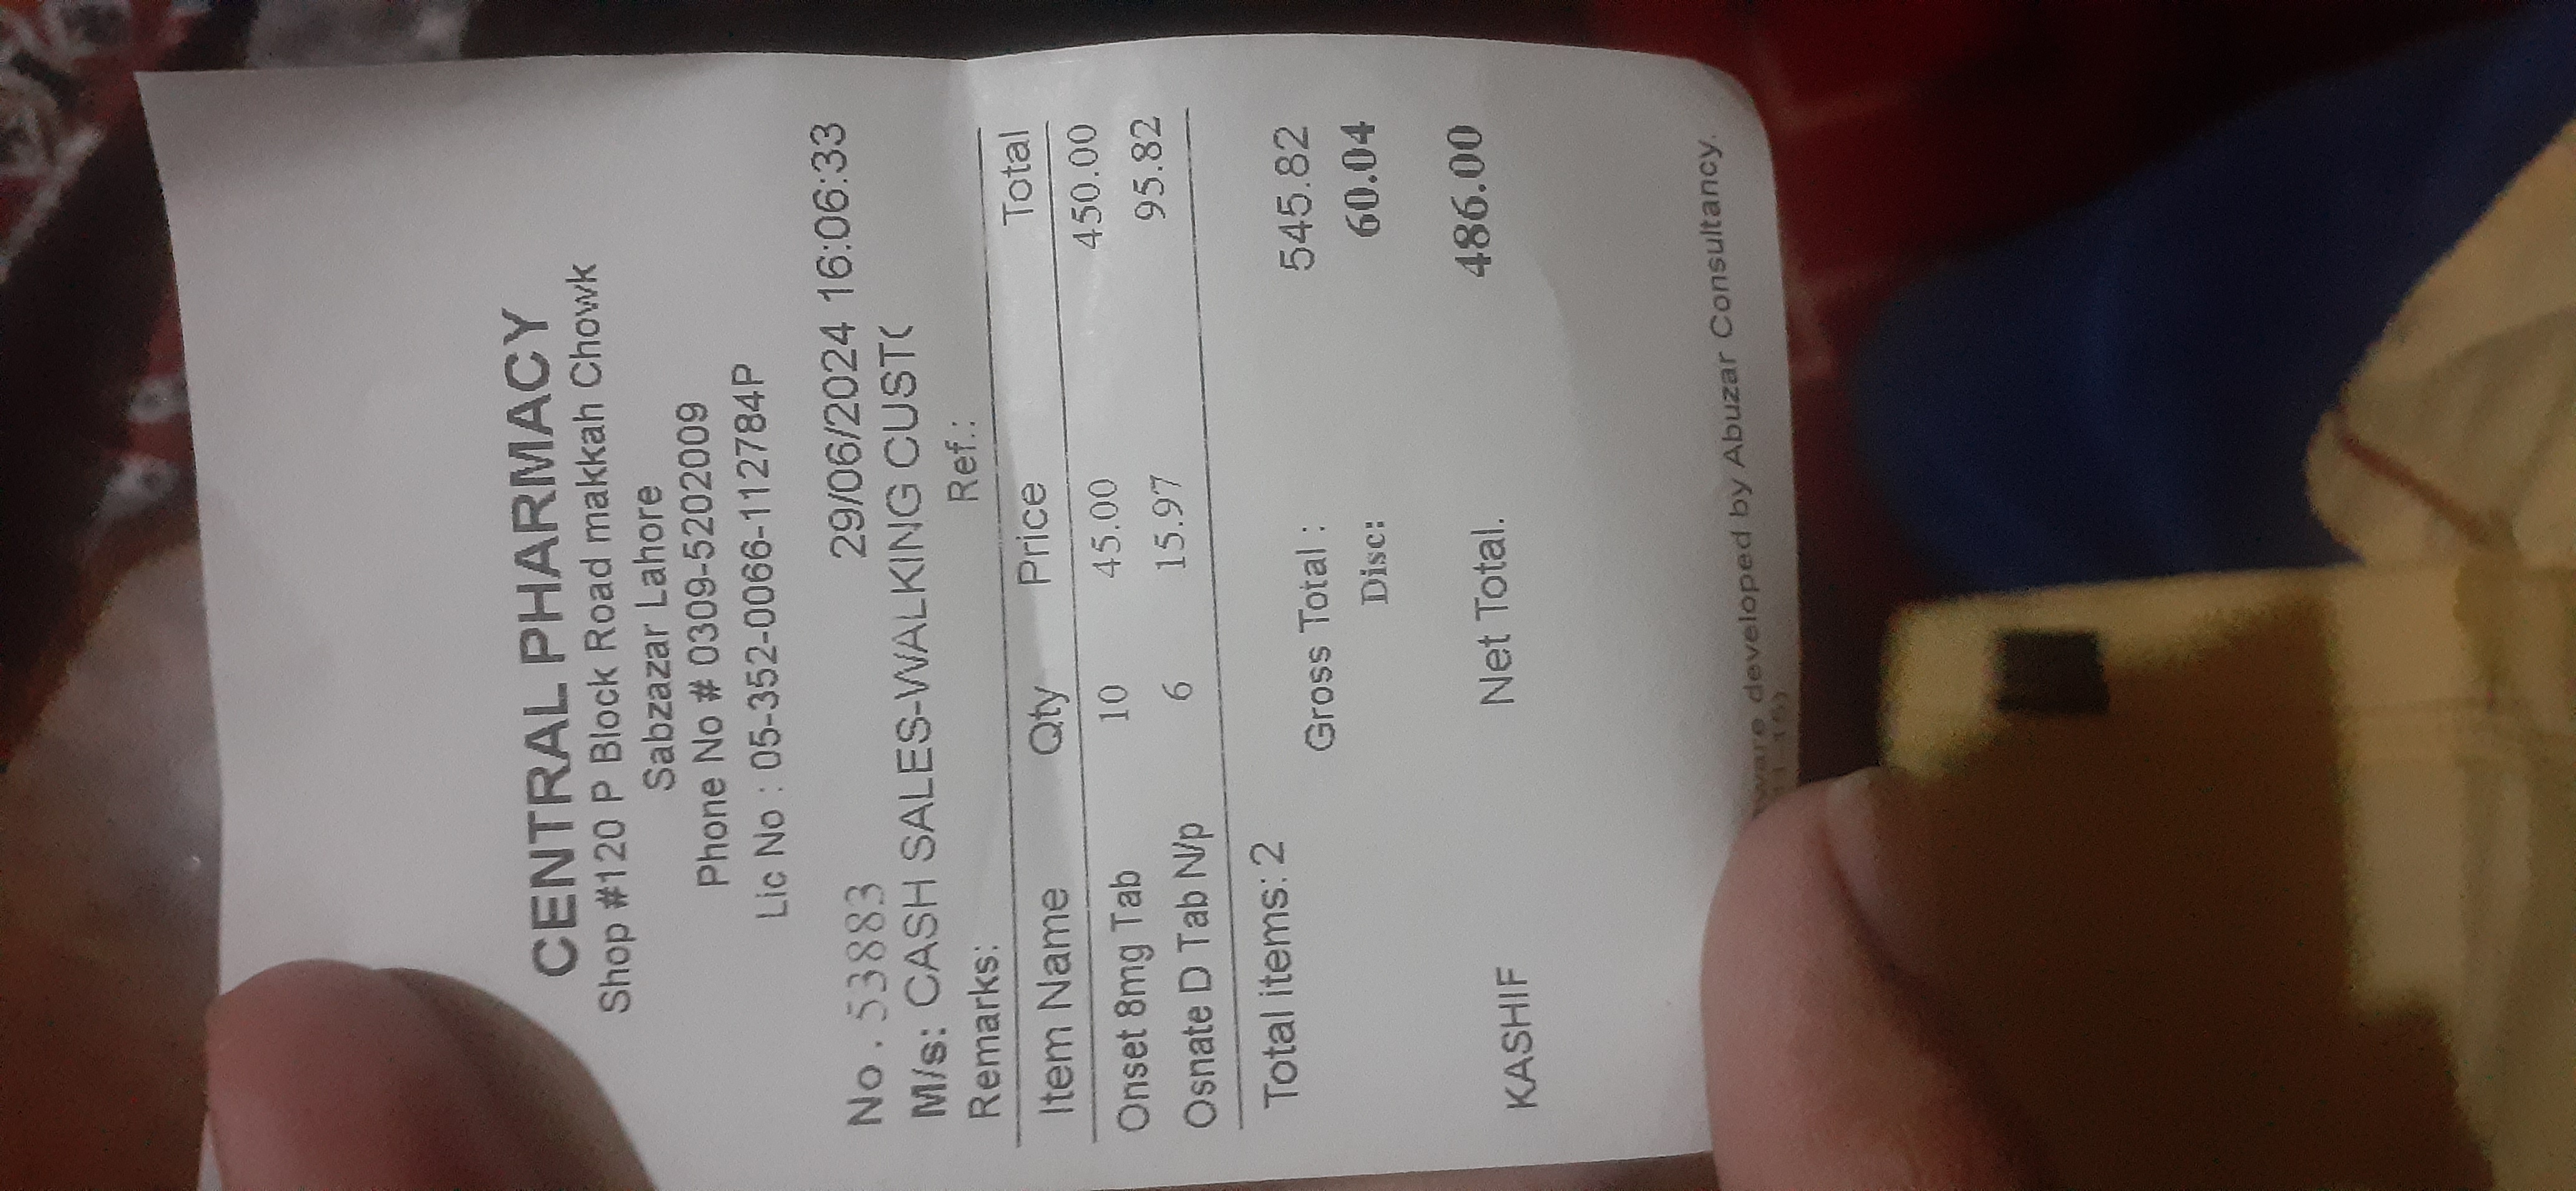 CENTRAL PHARMACY
Shop #120 P Block Road makkah Chowk
Sabzazar Lahore
Phone No # 0309-5202009
Lic No : 05-352-0066-112784P
No . 53883 29/06/2024 16:06:33
M/s: CASH SALES-WALKING CUST
Remarks: Ref.:
Item Name Qty Price Total
Onset 8mg Tab 10 45.00 450.00
Osnate D Tab N/p 6 15.97 95.82
Total items: 2
Gross Total : 545.82
Disc: 60.04
KASHIF Net Total. 486.00
developed by Abuzar Consultancy.